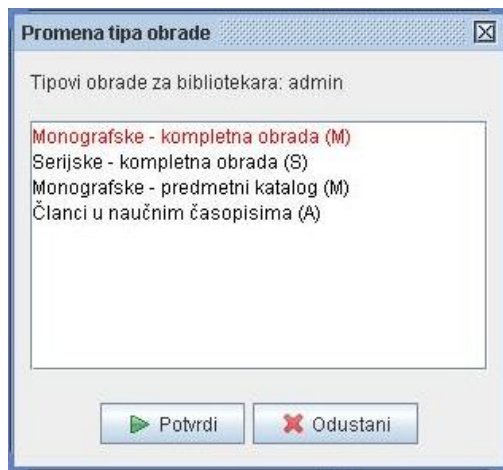 Promena tipa obrade
Tipovi obrade za bibliotekara: admin
Monografske - kompletna obrada (M)
Serijske - kompletna obrada (S)
Monografske - predmetni katalog (M)
Članci u naučnim časopisima (A)
Potvrdi Odustani